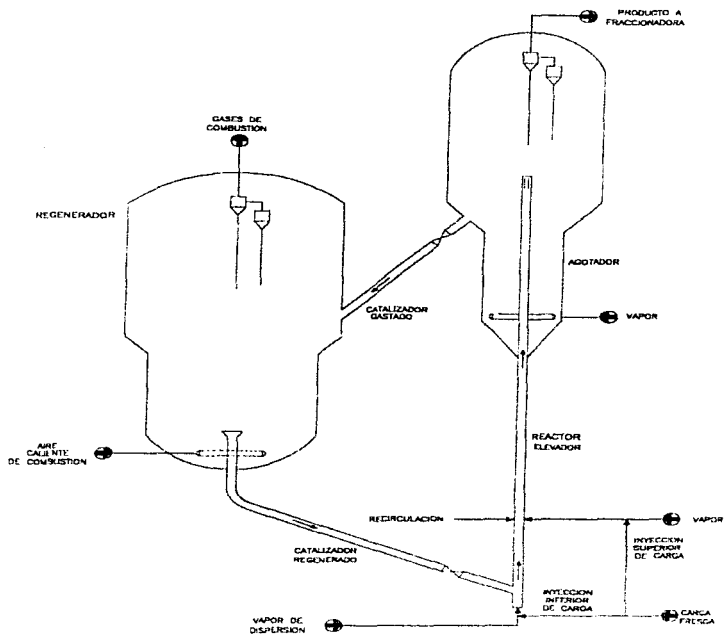 PRODUCTO A
FRACCIONADORA
GASES DE
COMBUSTION
REGENERADOR
AGOTADOR
CATALIZADOR
GASTADO
VAPOR
AIRE
CALIENTE
DE COMBUSTION
REACTOR
ELEVADOR
RECIRCULACION
VAPOR
INYECCION
SUPERIOR
DE CARGA
CATALIZADOR
REGENERADO
INYECCION
INFERIOR
DE CARGA
CARGA
FRESCA
VAPOR DE
DISPERSION